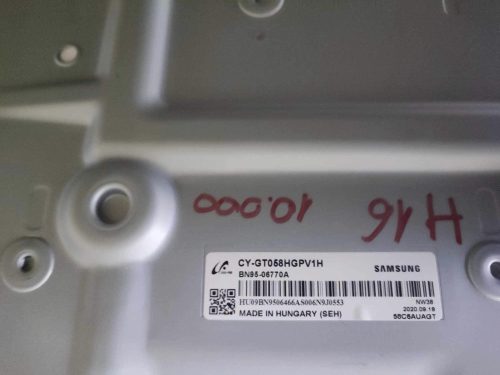 10.000 H16
CY-GT058HGPV1H
SAMSUNG
BN95-06770A
HU09BN9506466AS006N9J0553
NW38
2020.09.19
MADE IN HUNGARY (SEH)
58C6AUAGT